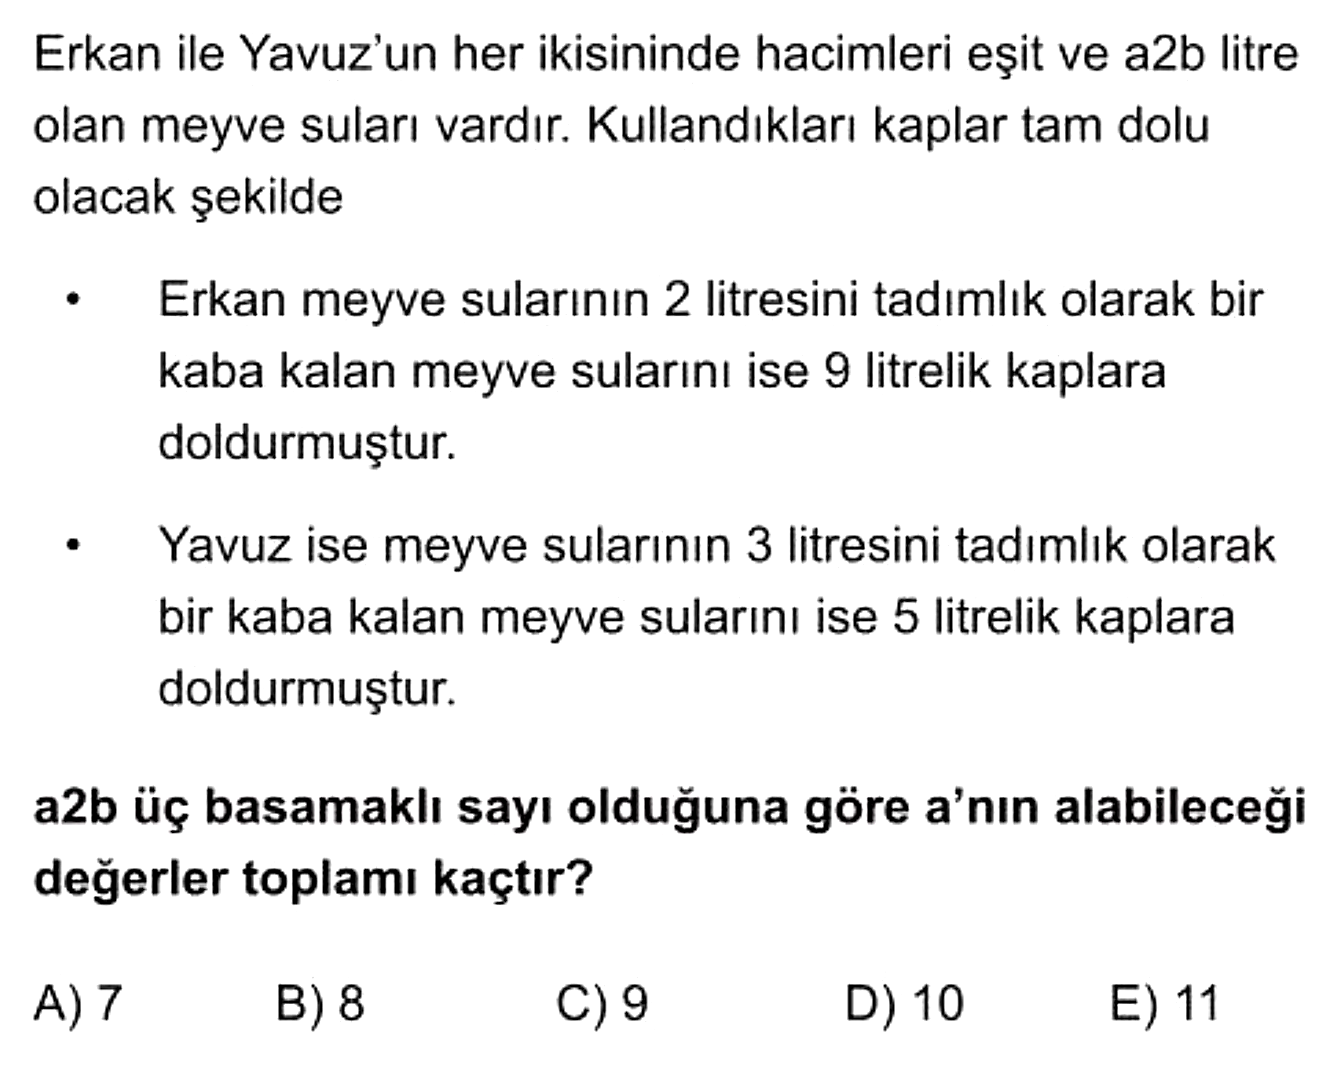 Erkan ile Yavuz'un her ikisininde hacimleri eşit ve a2b litre
olan meyve suları vardır. Kullandıkları kaplar tam dolu
olacak şekilde
• Erkan meyve sularının 2 litresini tadımlık olarak bir
kaba kalan meyve sularını ise 9 litrelik kaplara
doldurmuştur.
• Yavuz ise meyve sularının 3 litresini tadımlık olarak
bir kaba kalan meyve sularını ise 5 litrelik kaplara
doldurmuştur.
a2b üç basamaklı sayı olduğuna göre a'nın alabileceği
değerler toplamı kaçtır?
A) 7 B) 8 C) 9 D) 10 E) 11